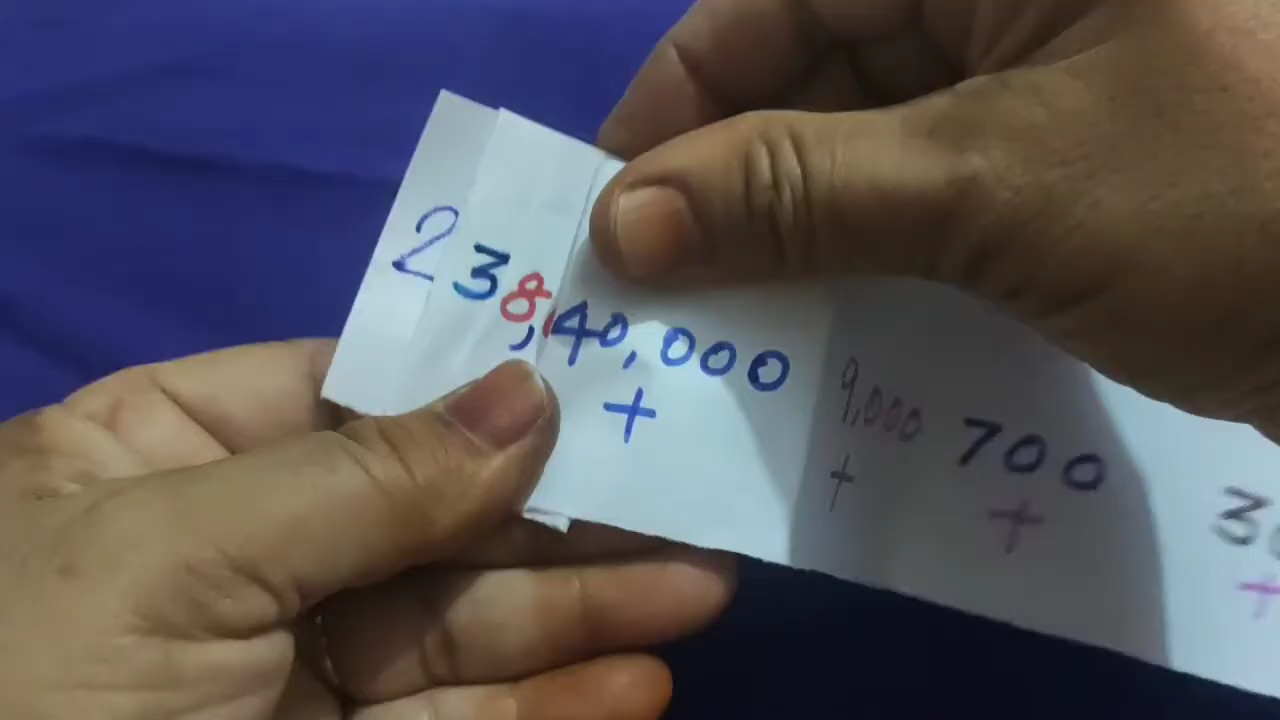 238,40,000 9,000 700
+ + + +